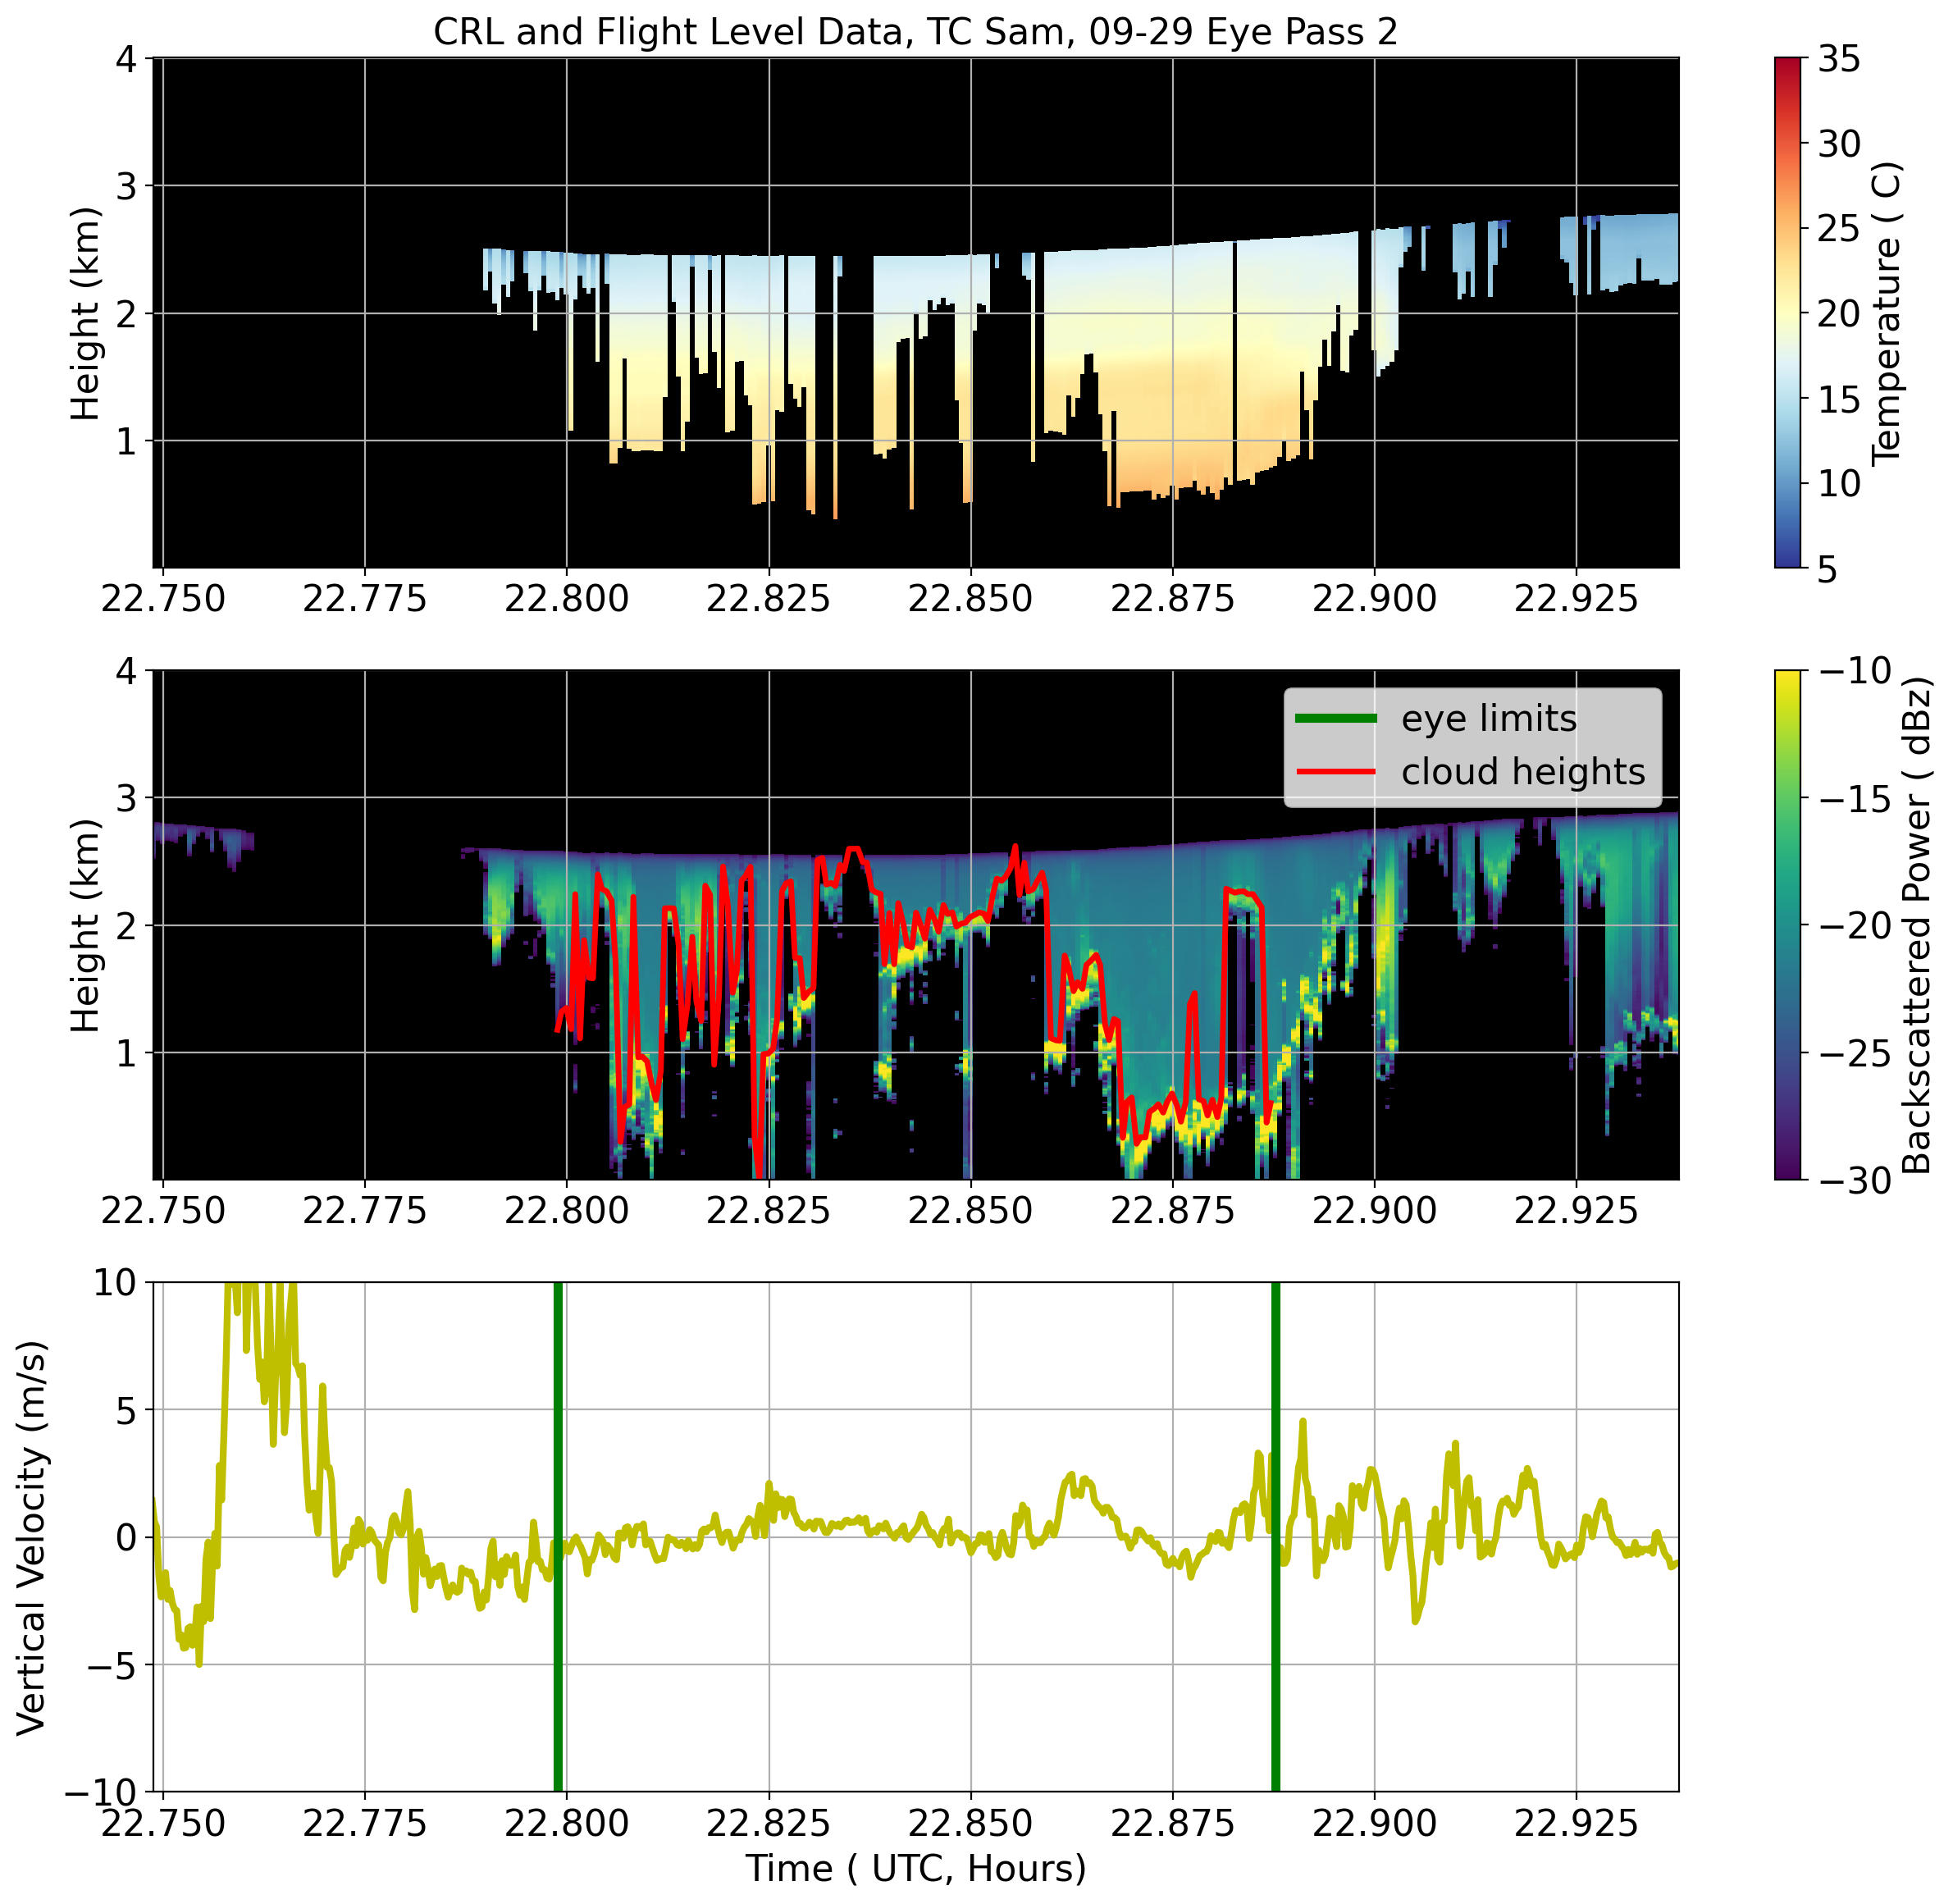 CRL and Flight Level Data, TC Sam, 09-29 Eye Pass 2
4
3
2
1
Height (km)
22.750 22.775 22.800 22.825 22.850 22.875 22.900 22.925
35
30
25
20
15
10
5
Temperature ( C)
4
3
2
1
Height (km)
eye limits
cloud heights
22.750 22.775 22.800 22.825 22.850 22.875 22.900 22.925
−10
−15
−20
−25
−30
Backscattered Power ( dBz)
10
5
0
−5
−10
Vertical Velocity (m/s)
22.750 22.775 22.800 22.825 22.850 22.875 22.900 22.925
Time ( UTC, Hours)